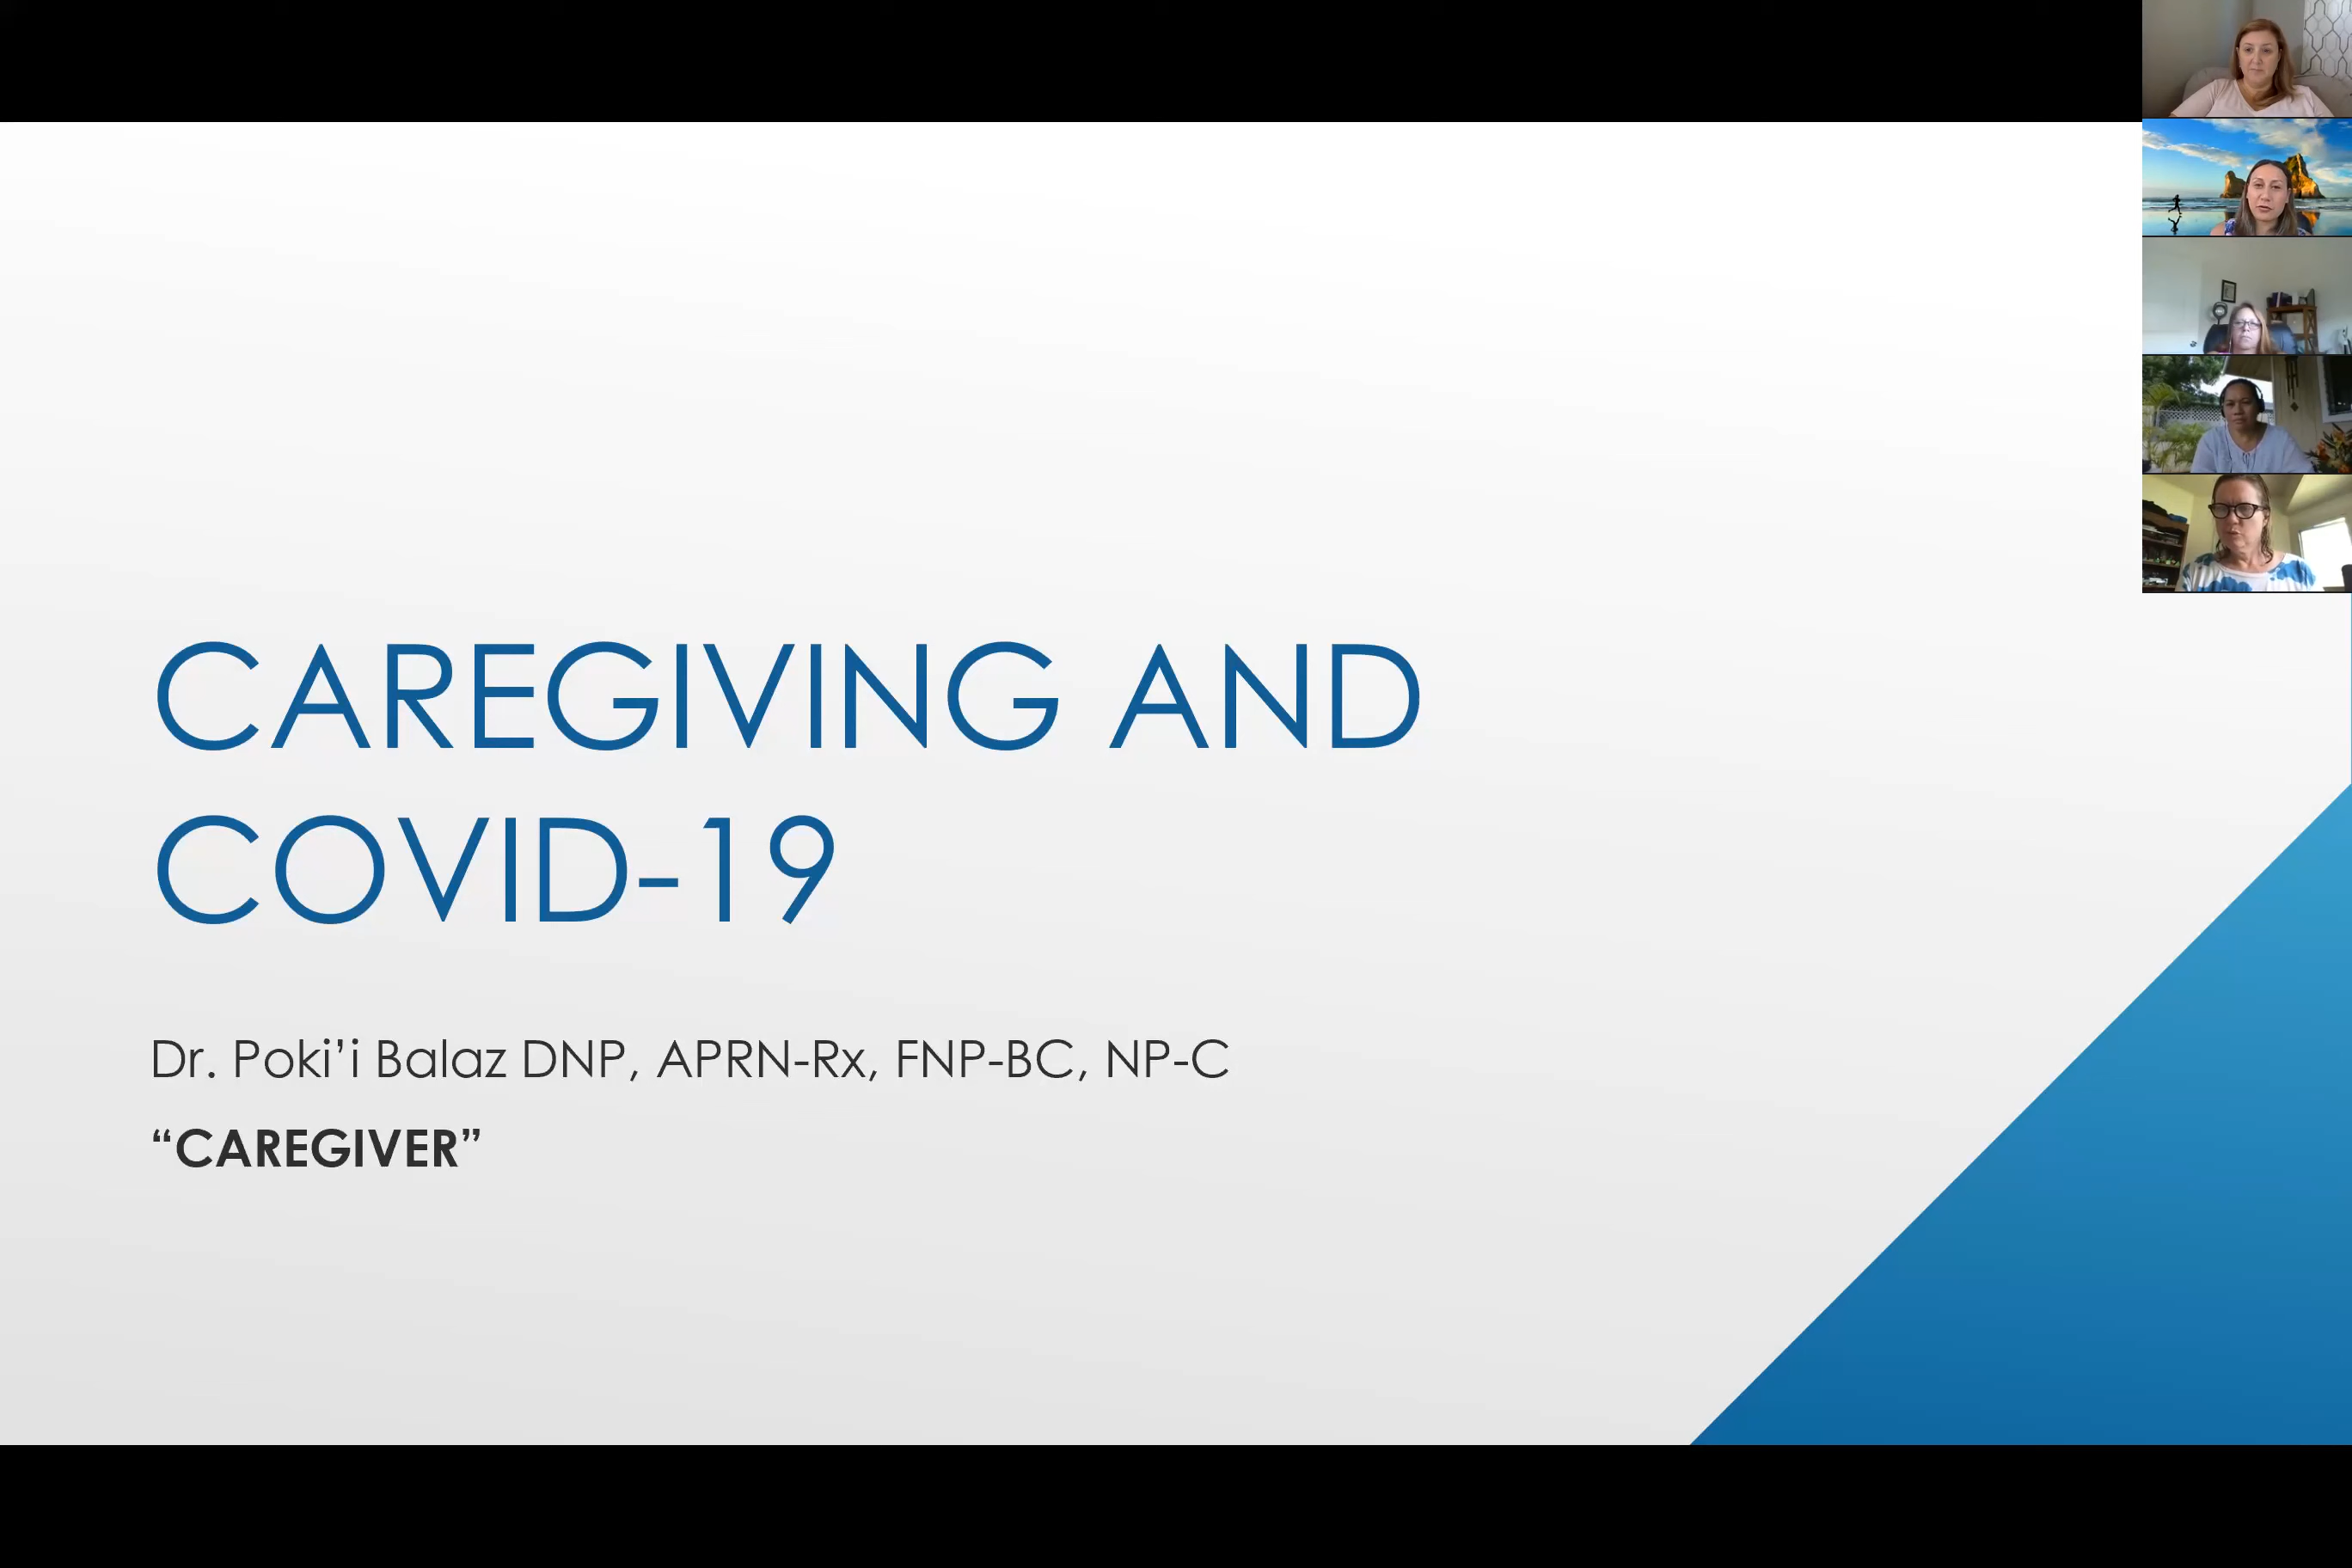 CAREGIVING AND
COVID-19
Dr. Poki’i Balaz DNP, APRN-Rx, FNP-BC, NP-C
“CAREGIVER”